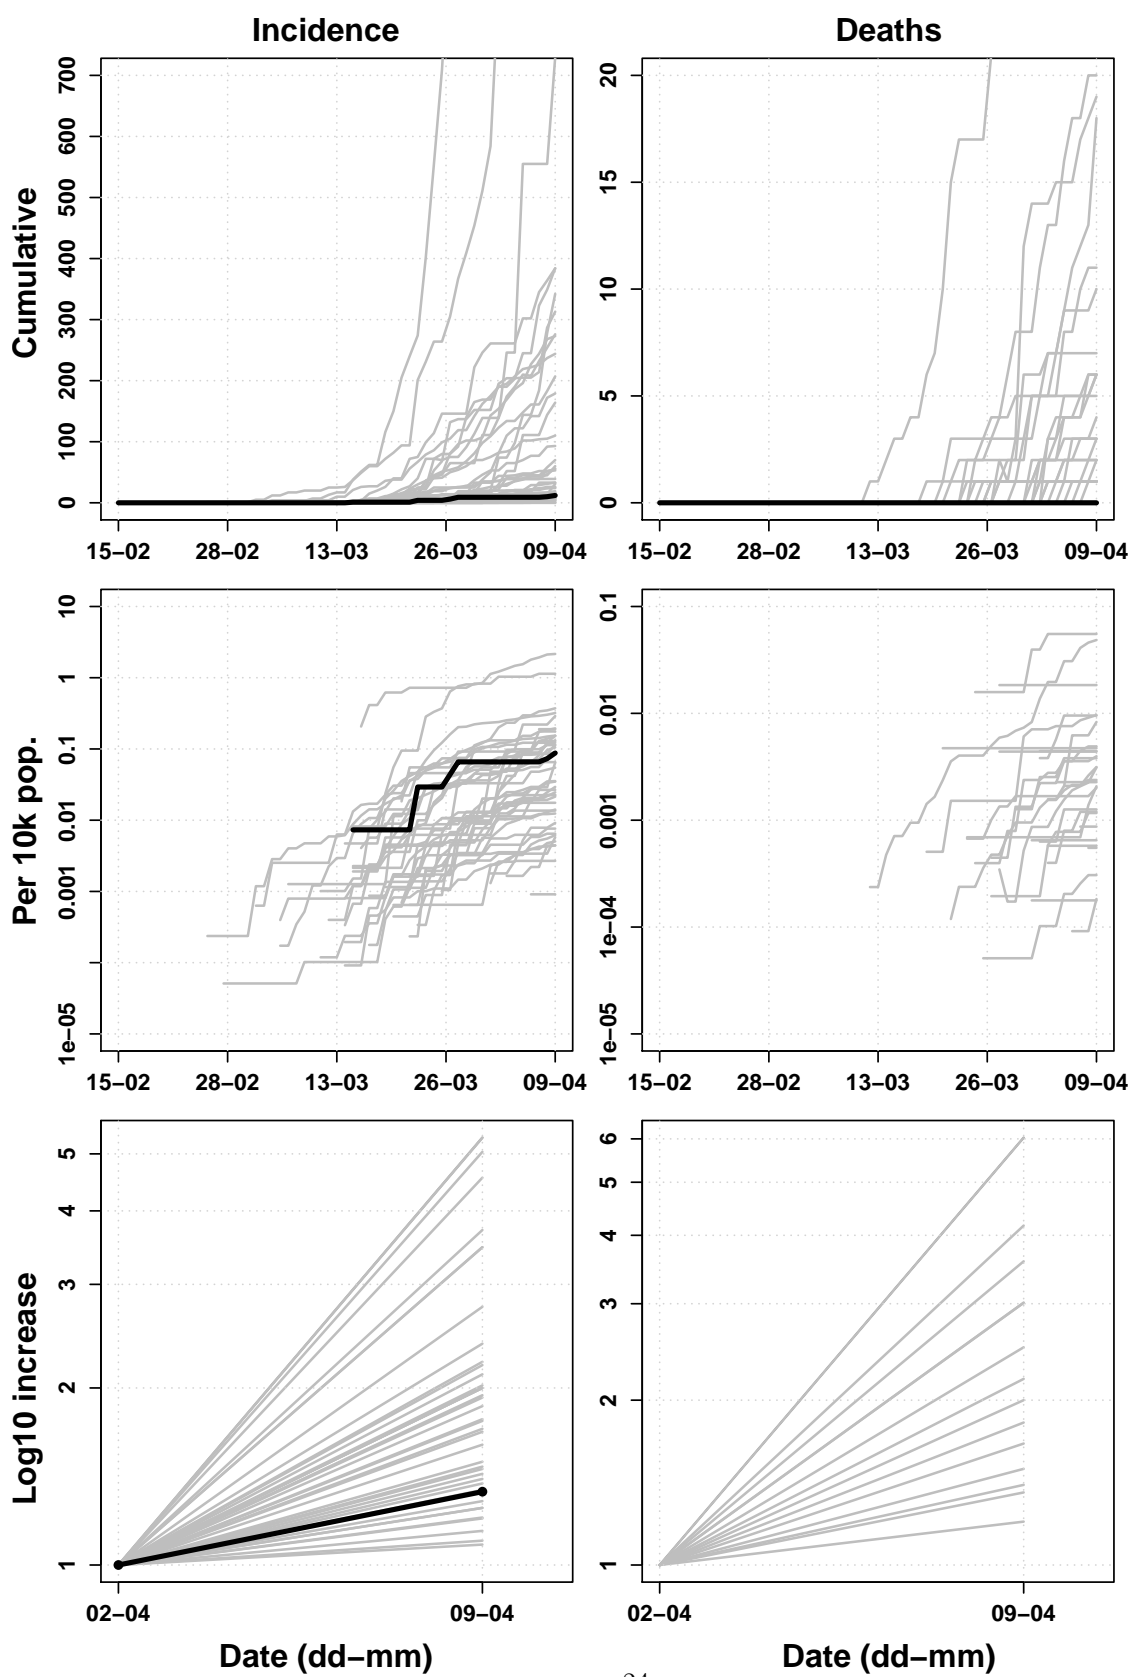 Incidence
Deaths
Cumulative
0 100 200 300 400 500 600 700
15−02 28−02 13−03 26−03 09−04
0 5 10 15 20
15−02 28−02 13−03 26−03 09−04
Per 10k pop.
1e−05 0.001 0.01 0.1 1 10
15−02 28−02 13−03 26−03 09−04
1e−05 1e−04 0.001 0.01 0.1
15−02 28−02 13−03 26−03 09−04
Log10 increase
1 2 3 4 5
02−04 09−04
Date (dd−mm)
1 2 3 4 5 6
02−04 09−04
Date (dd−mm)